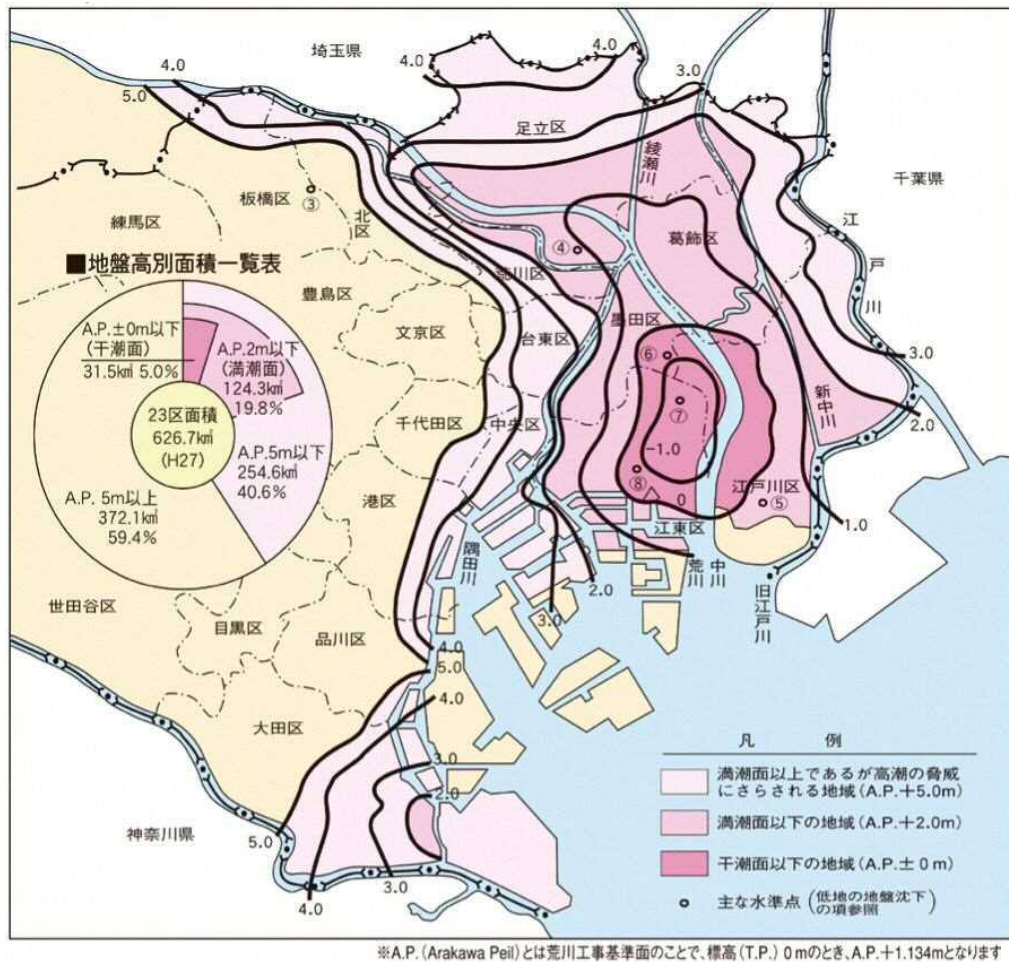 埼玉県
4.0
5.0
4.0
4.0
3.0
足立区
綾瀬川
千葉県
江戸川
板橋区
③
北区
練馬区
④
葛飾区
荒川区
■地盤高別面積一覧表
豊島区
文京区
台東区
墨田区
⑥
⑦
-1.0
⑧
0
A.P.±0m以下
(干潮面)
31.5k㎡ 5.0%
A.P.2m以下
(満潮面)
124.3k㎡
19.8%
23区面積
626.7k㎡
(H27)
A.P.5m以下
254.6k㎡
40.6%
A.P. 5m以上
372.1k㎡
59.4%
千代田区
中央区
新中川
3.0
2.0
江戸川区
⑤
1.0
港区
隅田川
江東区
荒川
中川
旧江戸川
2.0
3.0
世田谷区
目黒区
品川区
4.0
5.0
4.0
大田区
3.0
2.0
神奈川県
5.0
4.0
3.0
凡 例
満潮面以上であるが高潮の脅威
にさらされる地域(A.P.+5.0m)
満潮面以下の地域(A.P.+2.0m)
干潮面以下の地域(A.P.±0m)
主な水準点(低地の地盤沈下
の項参照)
※A.P.(Arakawa Peil)とは荒川工事基準面のことで、標高(T.P.)0mのとき、A.P.+1.134mとなります